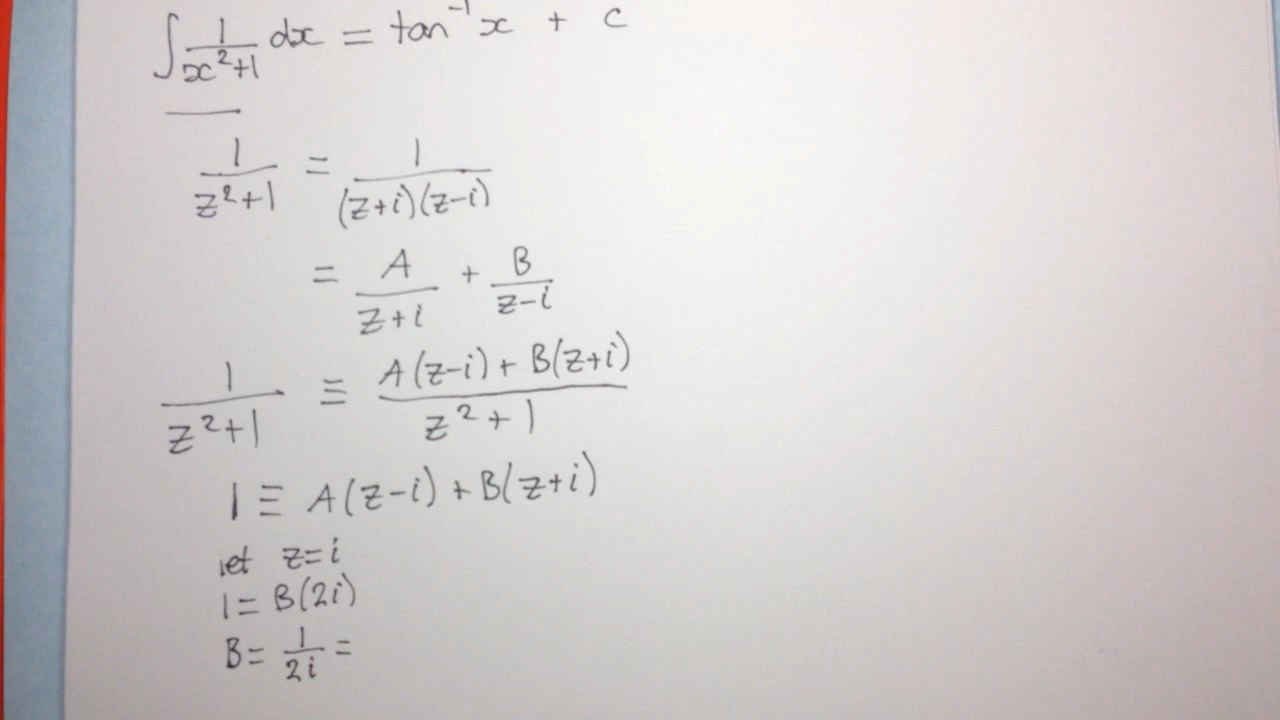 ∫ 1/(x²+1) dx = tan⁻¹ x + c
1/(z²+1) = 1/((z+i)(z-i))
= A/(z+i) + B/(z-i)
1/(z²+1) ≡ (A(z-i) + B(z+i))/(z²+1)
1 ≡ A(z-i) + B(z+i)
let z=i
1 = B(2i)
B = 1/(2i) =